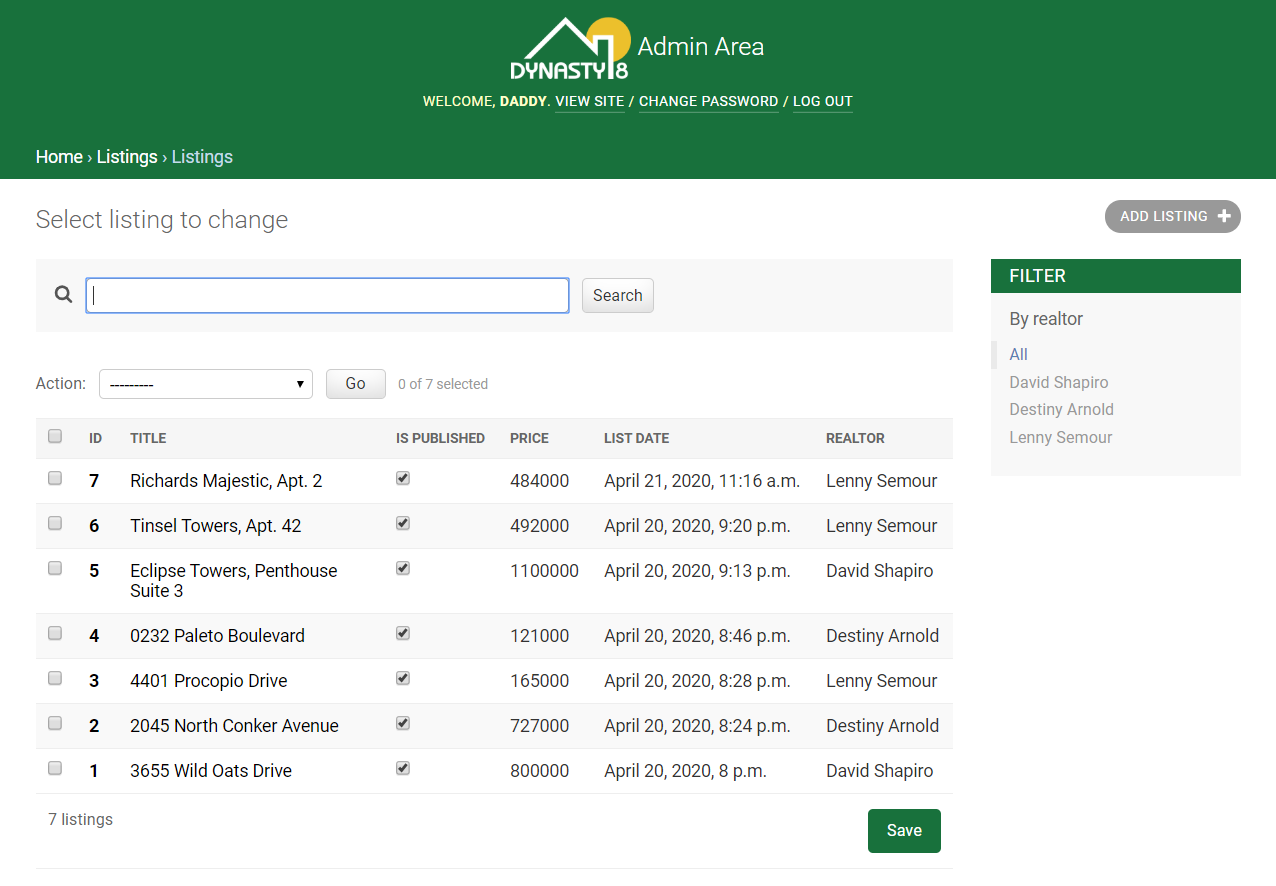 DYNASTY 8
Admin Area
WELCOME, DADDY. VIEW SITE / CHANGE PASSWORD / LOG OUT
Home › Listings › Listings
Select listing to change
ADD LISTING +
Search
Action: --------- Go 0 of 7 selected
ID TITLE IS PUBLISHED PRICE LIST DATE REALTOR
7 Richards Majestic, Apt. 2 484000 April 21, 2020, 11:16 a.m. Lenny Semour
6 Tinsel Towers, Apt. 42 492000 April 20, 2020, 9:20 p.m. Lenny Semour
5 Eclipse Towers, Penthouse 1100000 April 20, 2020, 9:13 p.m. David Shapiro
Suite 3
4 0232 Paleto Boulevard 121000 April 20, 2020, 8:46 p.m. Destiny Arnold
3 4401 Procopio Drive 165000 April 20, 2020, 8:28 p.m. Lenny Semour
2 2045 North Conker Avenue 727000 April 20, 2020, 8:24 p.m. Destiny Arnold
1 3655 Wild Oats Drive 800000 April 20, 2020, 8 p.m. David Shapiro
7 listings
Save
FILTER
By realtor
All
David Shapiro
Destiny Arnold
Lenny Semour